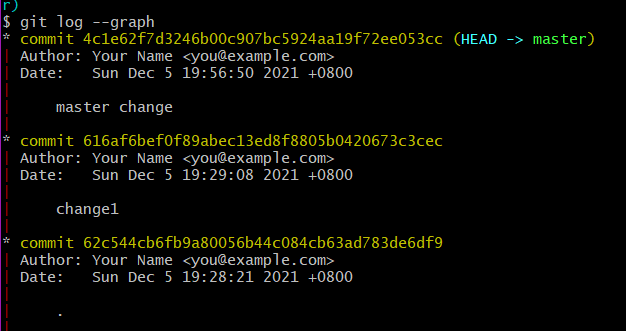 r)
$ git log --graph
* commit 4c1e62f7d3246b00c907bc5924aa19f72ee053cc (HEAD -> master)
| Author: Your Name <you@example.com>
| Date:   Sun Dec 5 19:56:50 2021 +0800
|
|     master change
|
* commit 616af6bef0f89abec13ed8f8805b0420673c3cec
| Author: Your Name <you@example.com>
| Date:   Sun Dec 5 19:29:08 2021 +0800
|
|     change1
|
* commit 62c544cb6fb9a80056b44c084cb63ad783de6df9
| Author: Your Name <you@example.com>
| Date:   Sun Dec 5 19:28:21 2021 +0800
|
|     .
|